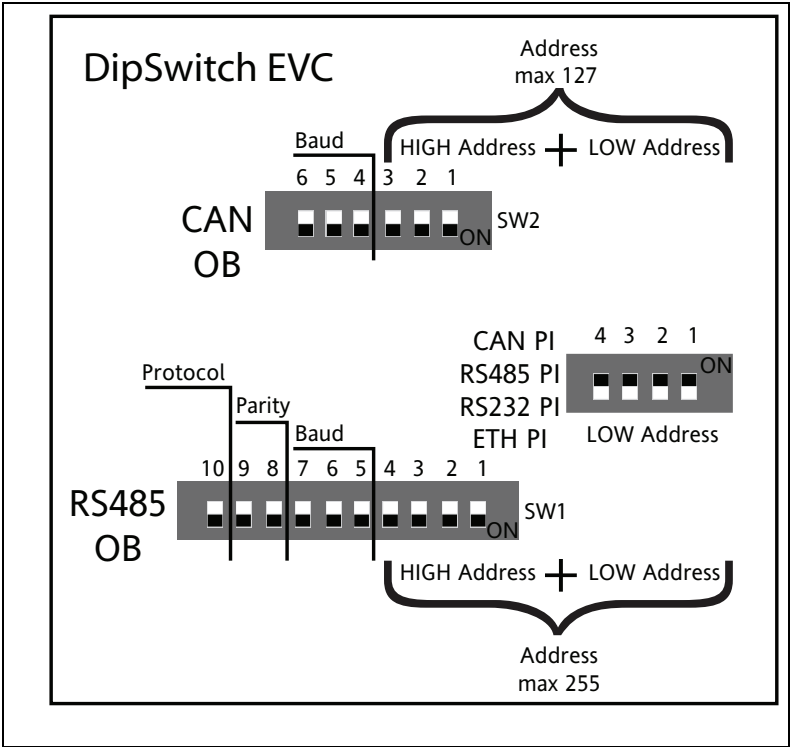 DipSwitch EVC
Address
max 127
Baud
HIGH Address + LOW Address
6 5 4 3 2 1
CAN
OB
ON
SW2
CAN PI
RS485 PI
RS232 PI
ETH PI
4 3 2 1
ON
LOW Address
Protocol
Parity
Baud
10 9 8 7 6 5 4 3 2 1
RS485
OB
ON
SW1
HIGH Address + LOW Address
Address
max 255